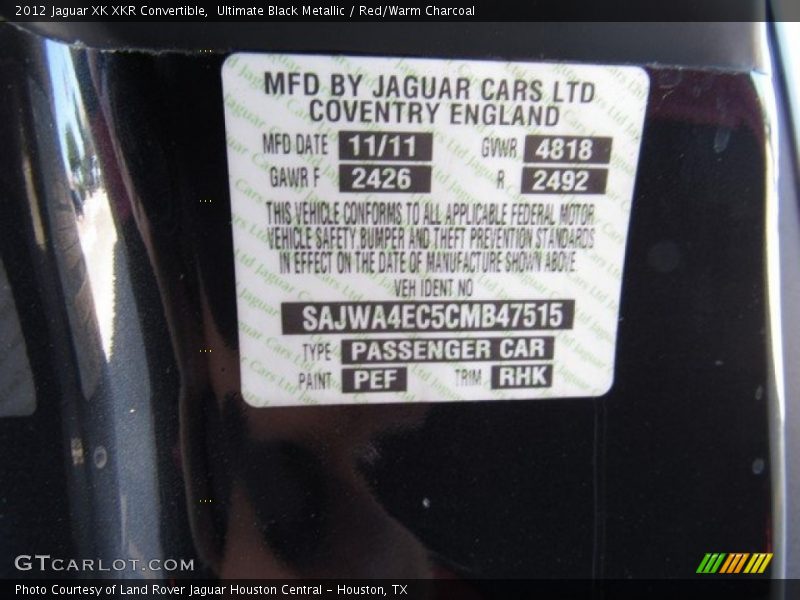 2012 Jaguar XK XKR Convertible,  Ultimate Black Metallic / Red/Warm Charcoal
MFD BY JAGUAR CARS LTD
COVENTRY ENGLAND
MFD DATE 11/11 GVWR 4818
GAWR F 2426 R 2492
THIS VEHICLE CONFORMS TO ALL APPLICABLE FEDERAL MOTOR
VEHICLE SAFETY,BUMPER AND THEFT PREVENTION STANDARDS
IN EFFECT ON THE DATE OF MANUFACTURE SHOWN ABOVE.
VEH IDENT NO
SAJWA4EC5CMB47515
TYPE PASSENGER CAR
PAINT PEF TRIM RHK
GTCARLOT.COM
Photo Courtesy of Land Rover Jaguar Houston Central - Houston, TX